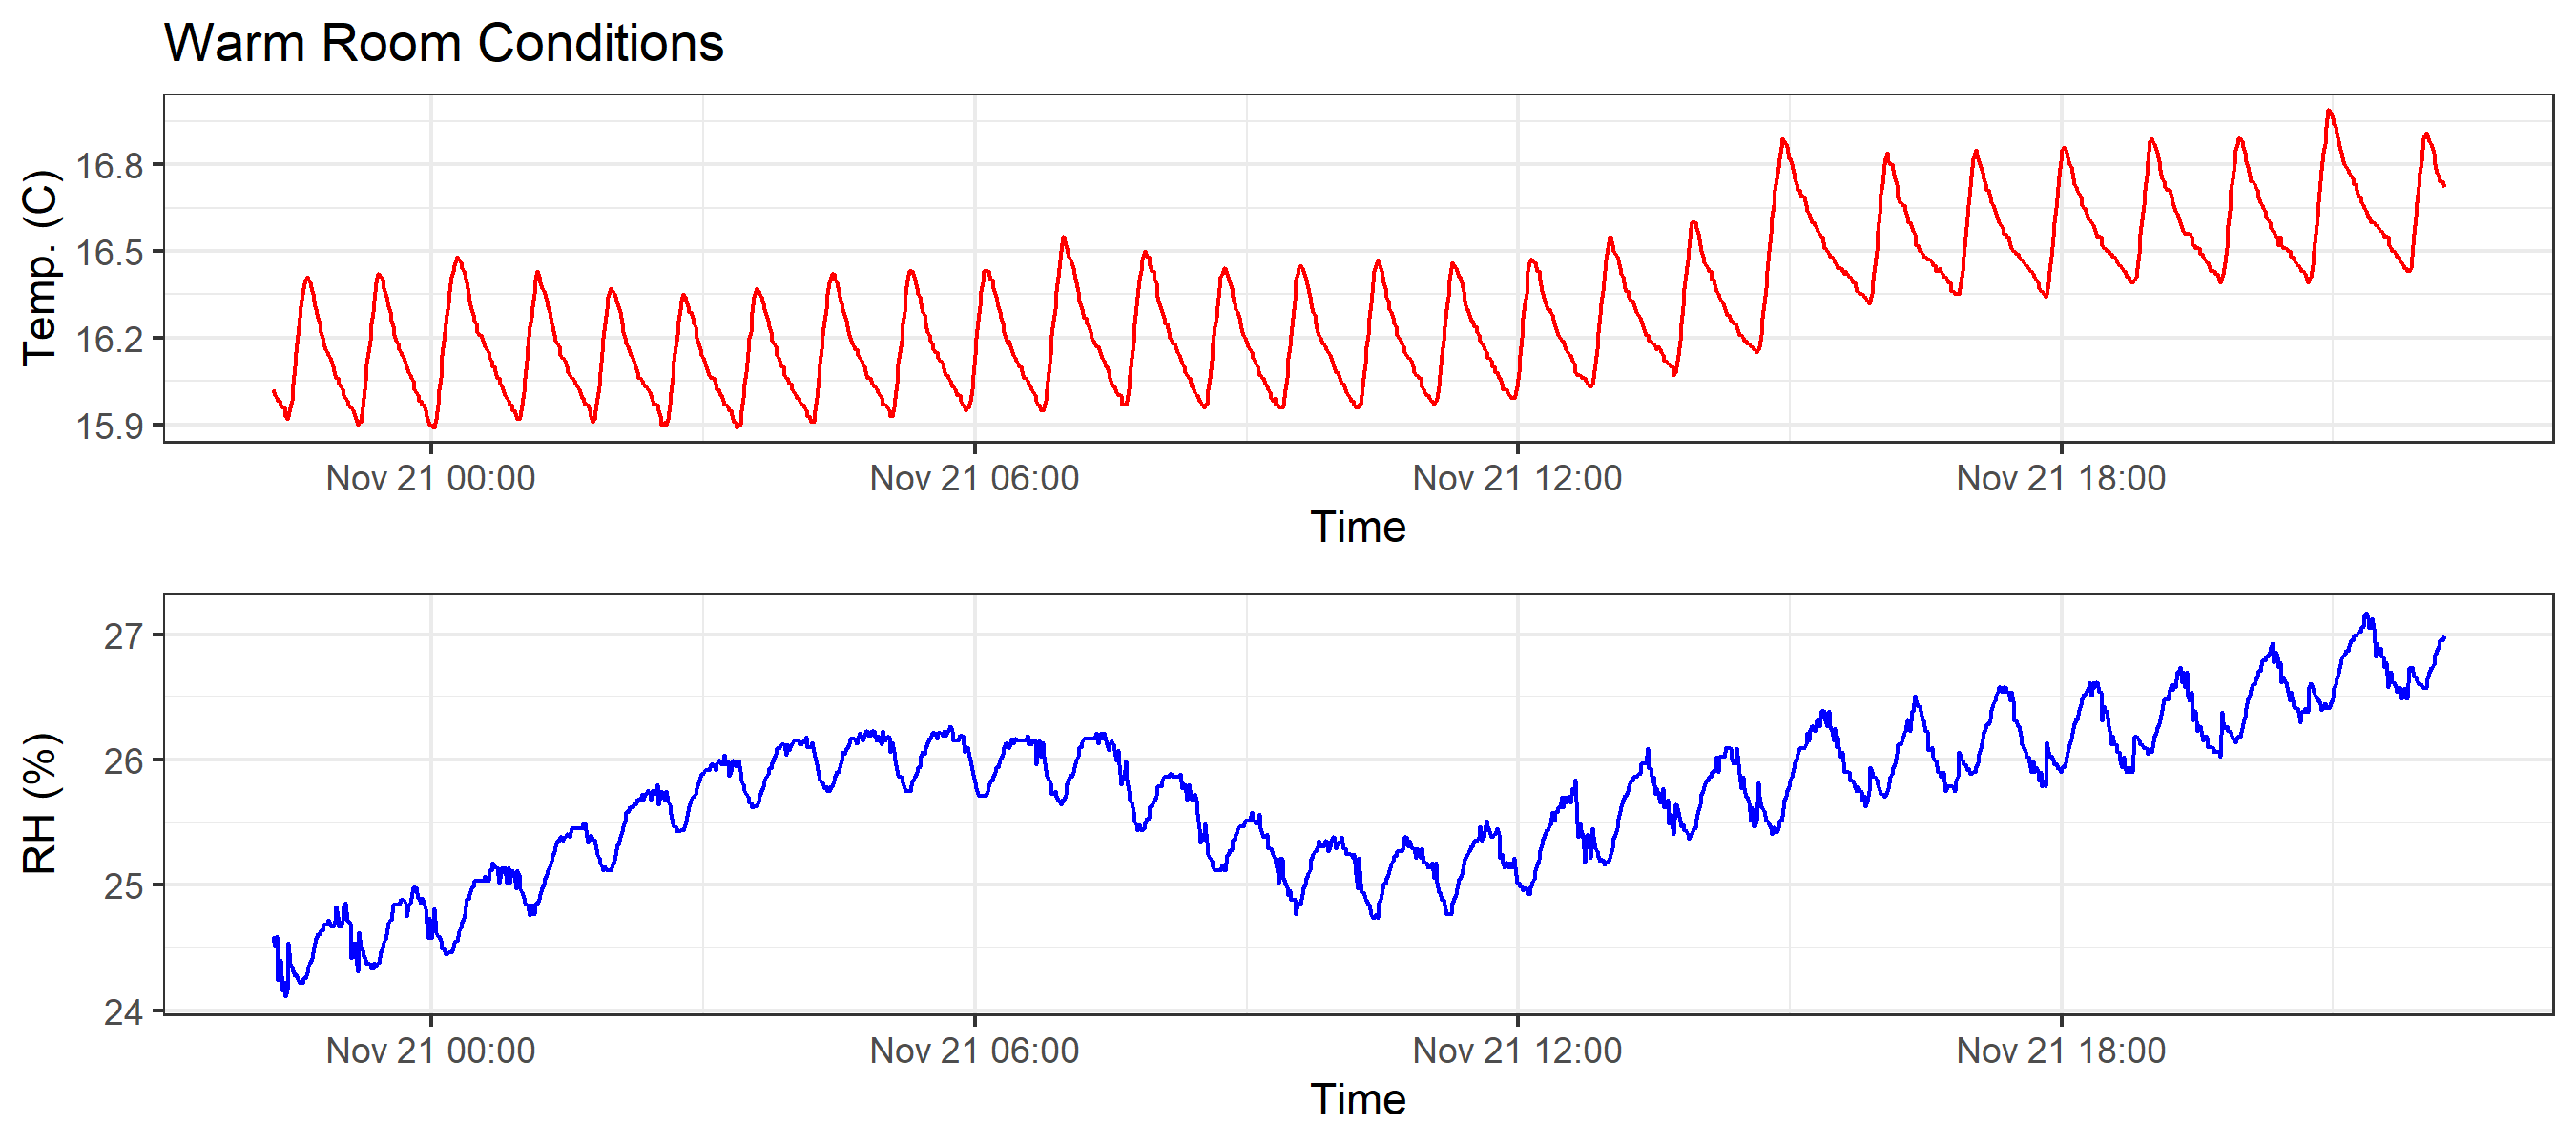 Warm Room Conditions
Temp. (C)
16.8
16.5
16.2
15.9
Nov 21 00:00 Nov 21 06:00 Nov 21 12:00 Nov 21 18:00
Time
RH (%)
27
26
25
24
Nov 21 00:00 Nov 21 06:00 Nov 21 12:00 Nov 21 18:00
Time